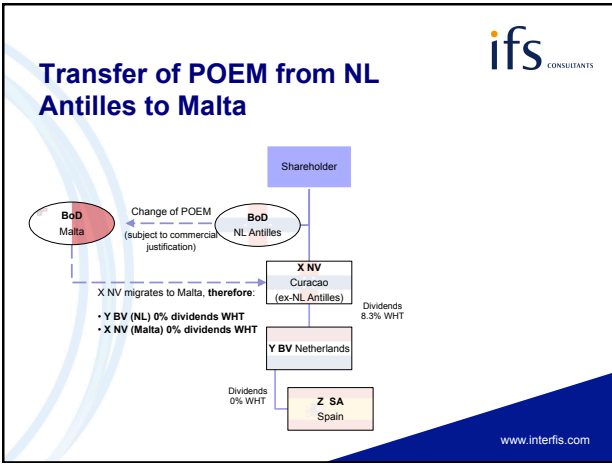 ifs CONSULTANTS
Transfer of POEM from NL
Antilles to Malta
Shareholder
BoD
Malta
Change of POEM
(subject to commercial
justification)
BoD
NL Antilles
X NV
Curacao
(ex-NL Antilles)
X NV migrates to Malta, therefore:
• Y BV (NL) 0% dividends WHT
• X NV (Malta) 0% dividends WHT
Dividends
8.3% WHT
Y BV Netherlands
Dividends
0% WHT
Z SA
Spain
www.interfis.com